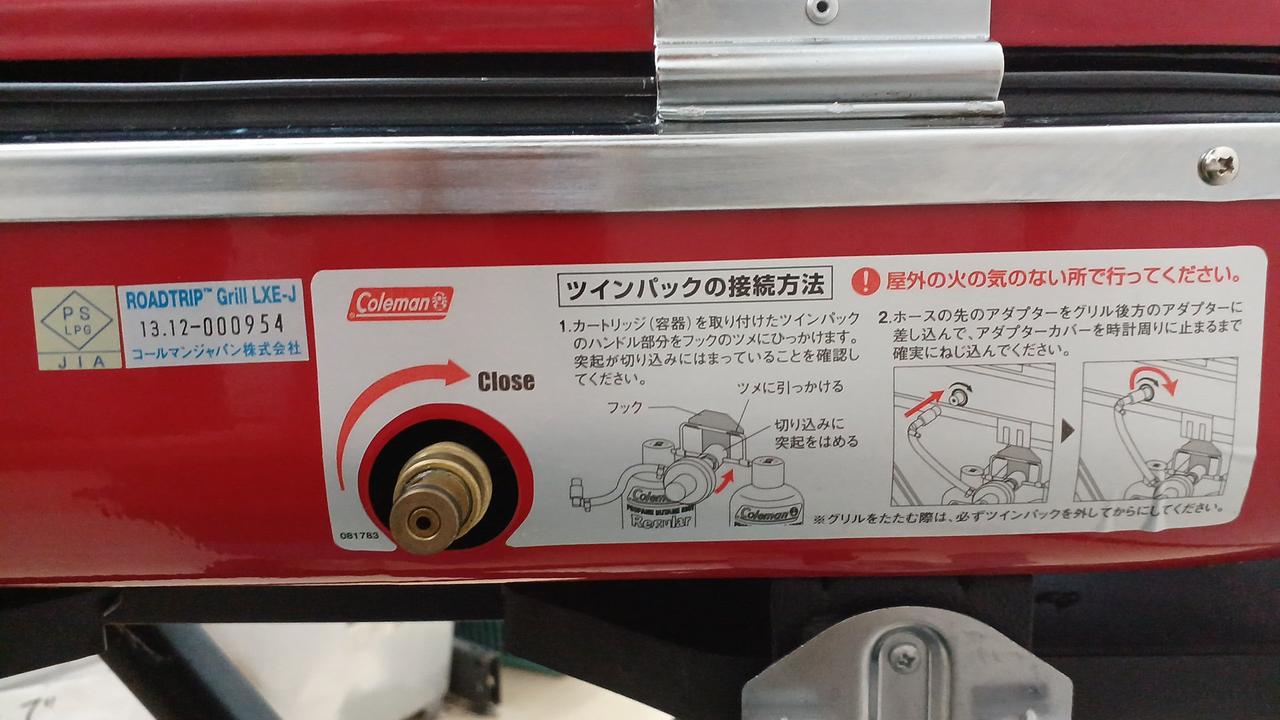 PS
LPG
JIA
ROADTRIP™ Grill LXE-J
13.12-000954
コールマンジャパン株式会社
Coleman
Close
081783
ツインパックの接続方法
屋外の火の気のない所で行ってください。
1.カートリッジ(容器)を取り付けたツインパック
のハンドル部分をフックのツメにひっかけます。
突起が切り込みにはまっていることを確認し
てください。
ツメに引っかける
フック
切り込みに
突起をはめる
Coleman
PROPANE BUTANE
Regular
Coleman
2.ホースの先のアダプターをグリル後方のアダプターに
差し込んで、アダプターカバーを時計周りに止まるまで
確実にねじ込んでください。
※グリルをたたむ際は、必ずツインパックを外してからにしてください。
7"